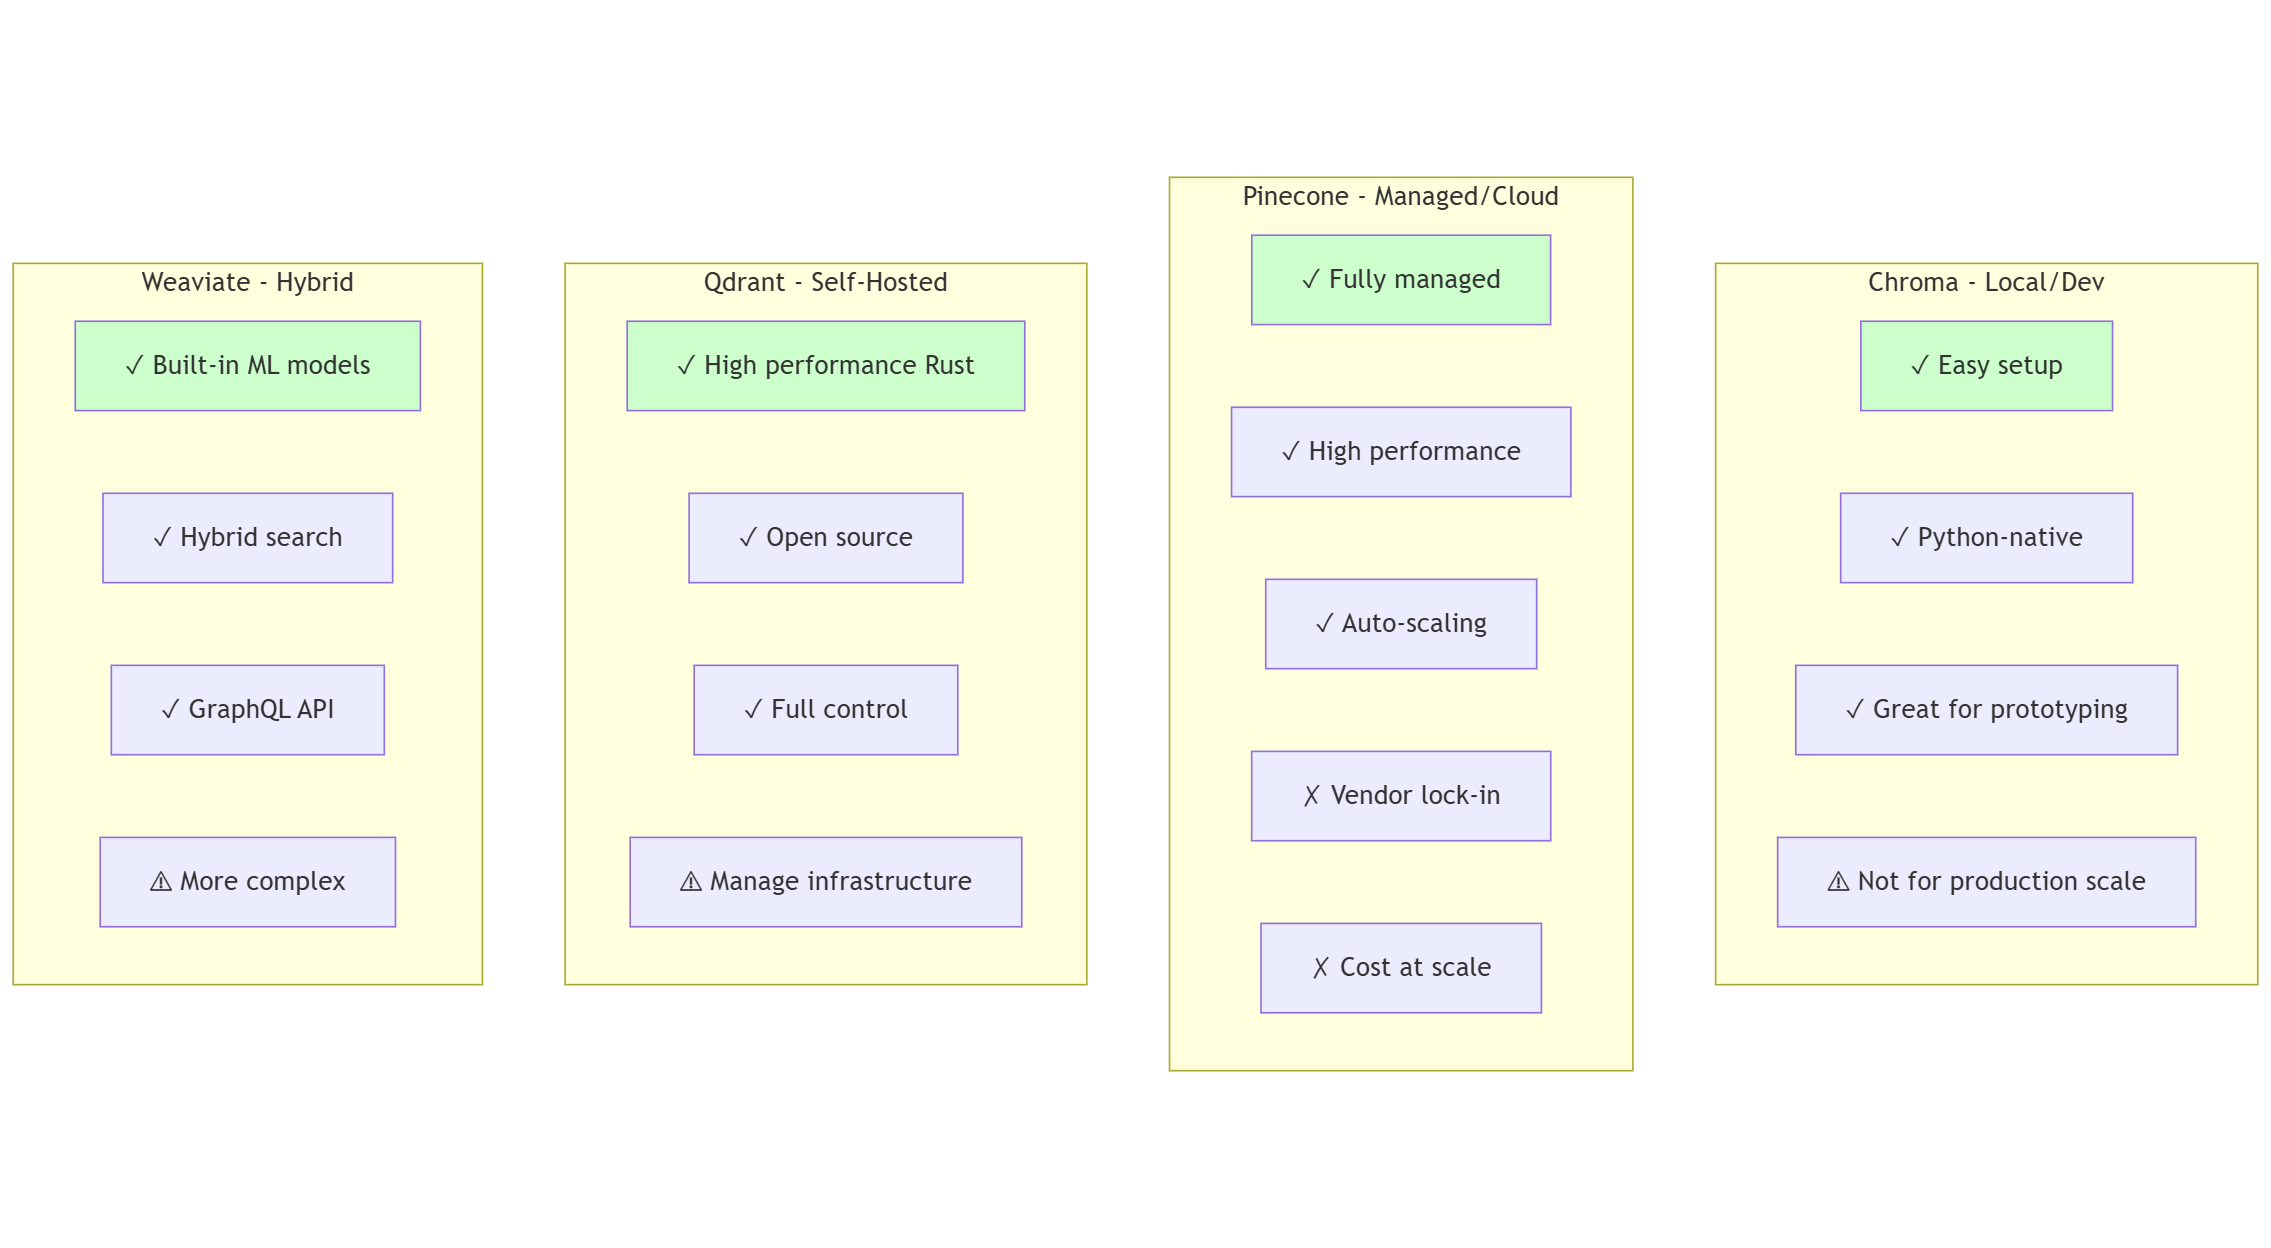 Weaviate - Hybrid
✓ Built-in ML models
✓ Hybrid search
✓ GraphQL API
⚠ More complex
Qdrant - Self-Hosted
✓ High performance Rust
✓ Open source
✓ Full control
⚠ Manage infrastructure
Pinecone - Managed/Cloud
✓ Fully managed
✓ High performance
✓ Auto-scaling
✗ Vendor lock-in
✗ Cost at scale
Chroma - Local/Dev
✓ Easy setup
✓ Python-native
✓ Great for prototyping
⚠ Not for production scale